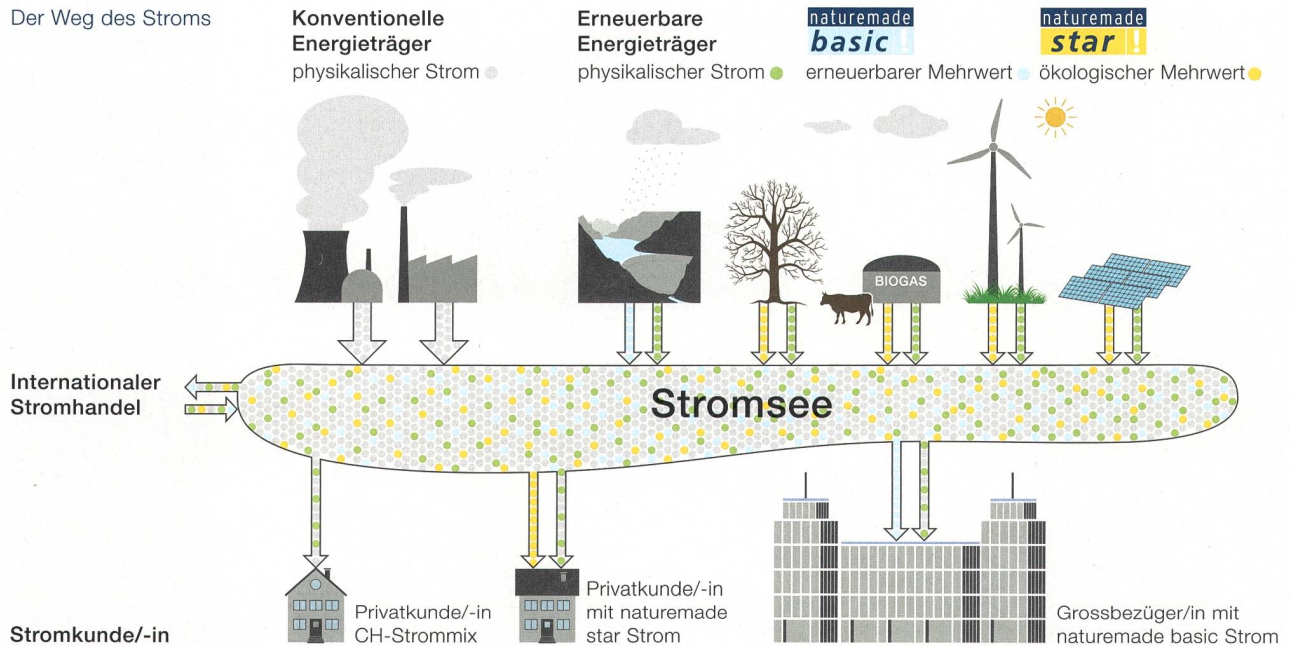 Der Weg des Stroms
Konventionelle
Energieträger
physikalischer Strom
Erneuerbare
Energieträger
physikalischer Strom
naturemade
basic!
erneuerbarer Mehrwert
naturemade
star!
ökologischer Mehrwert
BIOGAS
Internationaler
Stromhandel
Stromsee
Stromkunde/-in
Privatkunde/-in
CH-Strommix
Privatkunde/-in
mit naturemade
star Strom
Grossbezüger/in mit
naturemade basic Strom